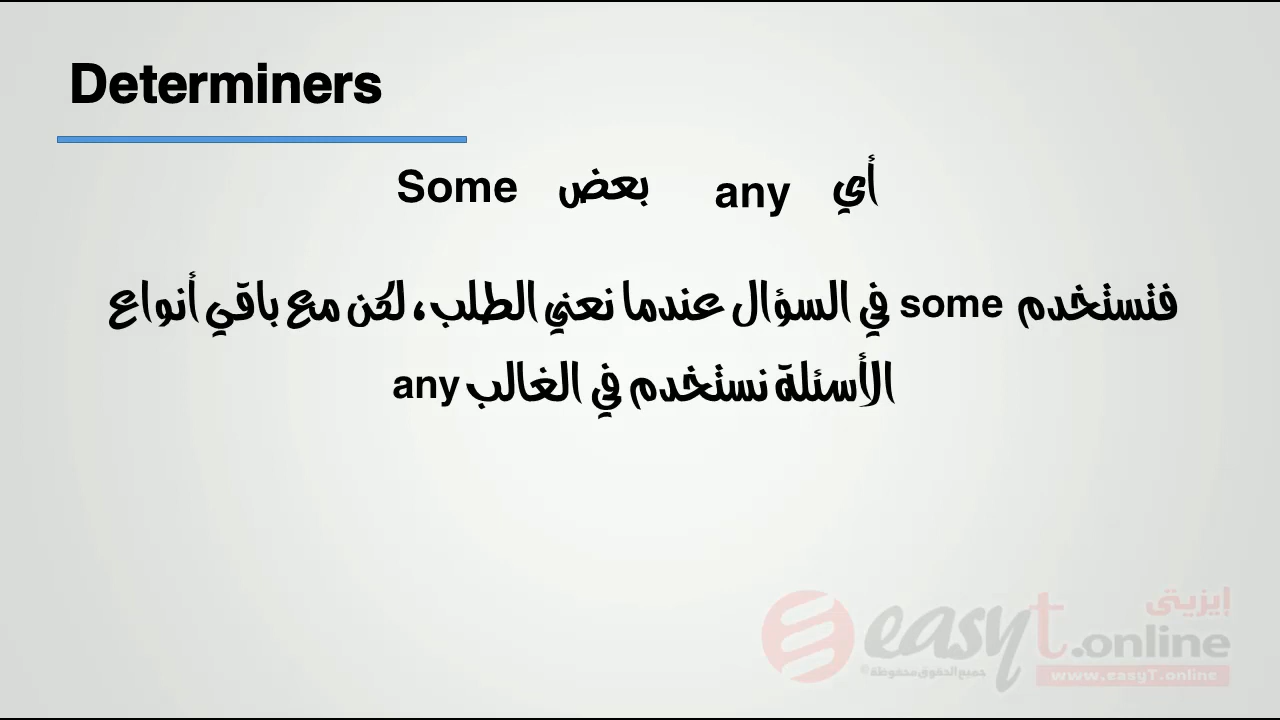 Determiners
Some بعض any أي
فتستخدم some في السؤال عندما نعني الطلب، لكن مع باقي أنواع
الأسئلة نستخدم في الغالب any
إيزيتي
easyT.online
جميع الحقوق محفوظة©
www.easyT.online